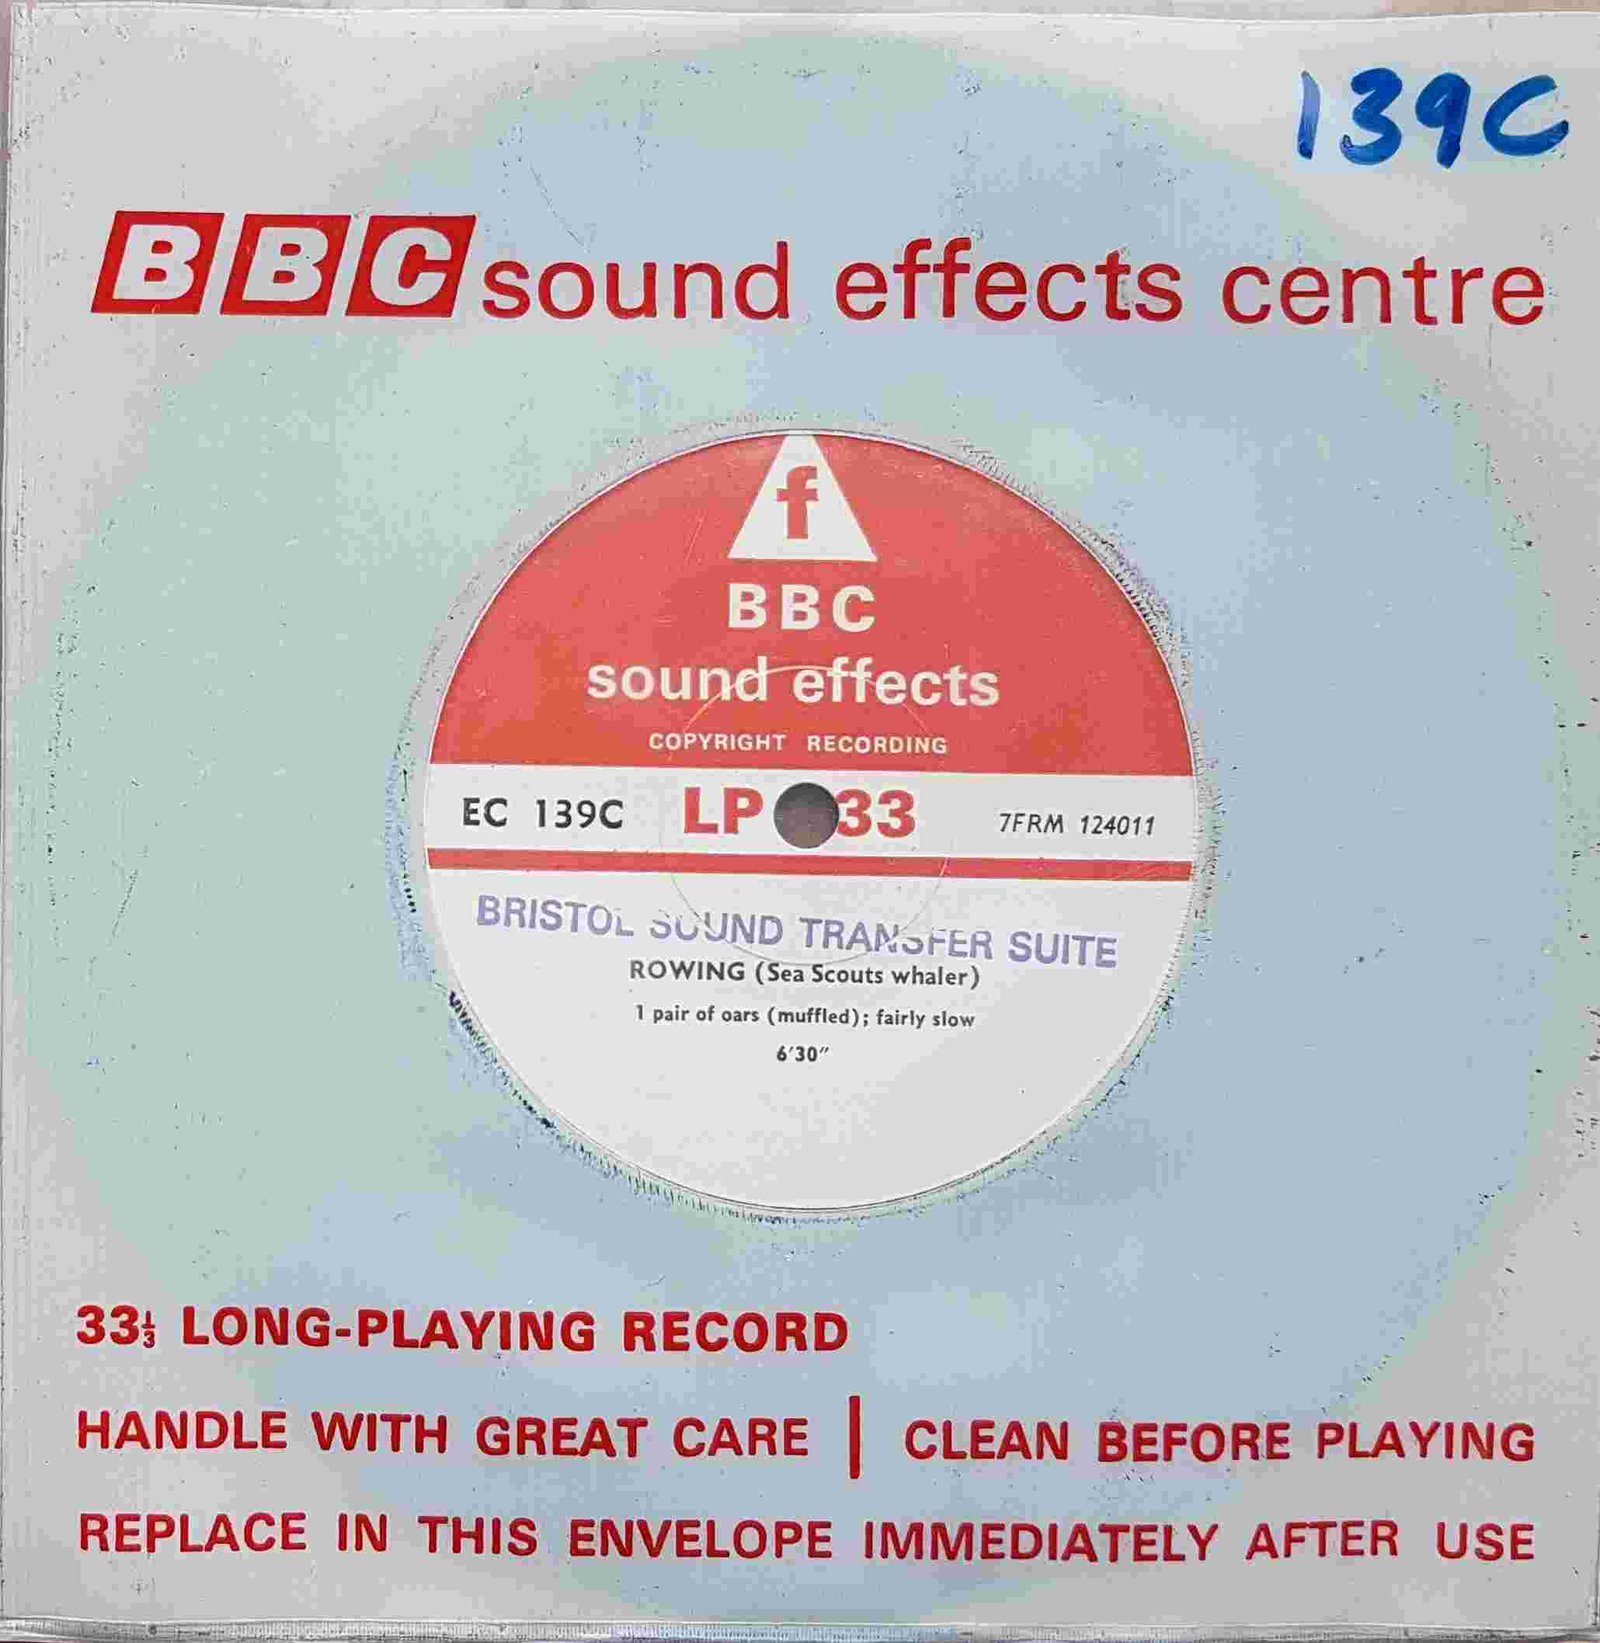 139C
BBC sound effects centre
f
BBC
sound effects
COPYRIGHT RECORDING
EC 139C LP 33 7FRM 124011
BRISTOL SOUND TRANSFER SUITE
ROWING (Sea Scouts whaler)
1 pair of oars (muffled); fairly slow
6'30"
33⅓ LONG-PLAYING RECORD
HANDLE WITH GREAT CARE | CLEAN BEFORE PLAYING
REPLACE IN THIS ENVELOPE IMMEDIATELY AFTER USE